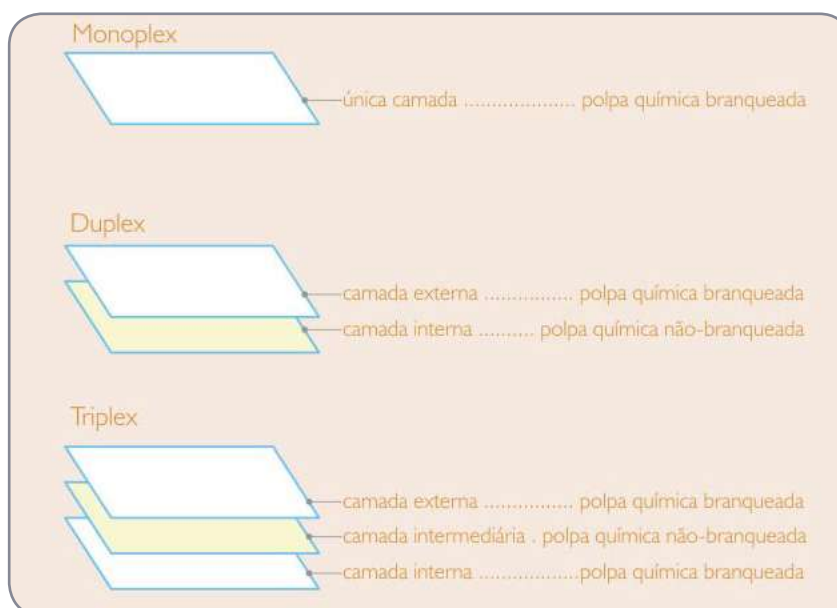 Monoplex
única camada .................... polpa química branqueada
Duplex
camada externa ................ polpa química branqueada
camada interna .......... polpa química não-branqueada
Triplex
camada externa ................ polpa química branqueada
camada intermediária . polpa química não-branqueada
camada interna ..................polpa química branqueada